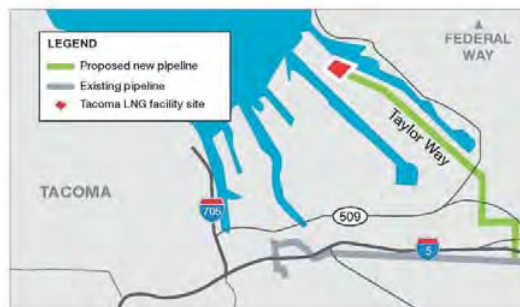 LEGEND
Proposed new pipeline
Existing pipeline
Tacoma LNG facility site
FEDERAL
WAY
Taylor Way
TACOMA
705
509
5